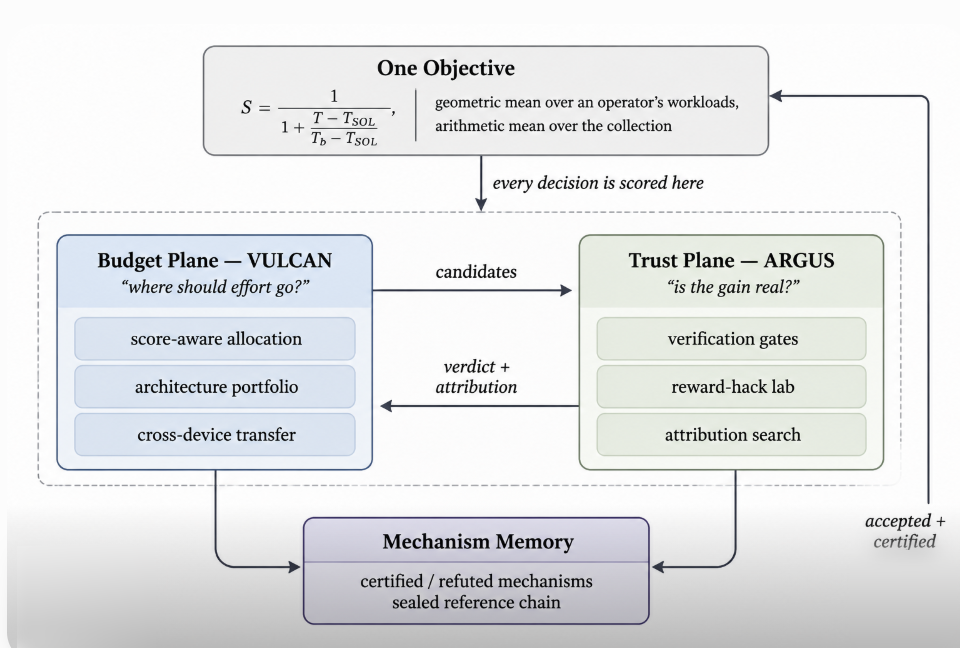 One Objective
S = 1 / (1 + (T − T_SOL) / (T_b − T_SOL)),
geometric mean over an operator's workloads,
arithmetic mean over the collection
every decision is scored here
Budget Plane — VULCAN
“where should effort go?”
score-aware allocation
architecture portfolio
cross-device transfer
candidates
verdict +
attribution
Trust Plane — ARGUS
“is the gain real?”
verification gates
reward-hack lab
attribution search
accepted +
certified
Mechanism Memory
certified / refuted mechanisms
sealed reference chain